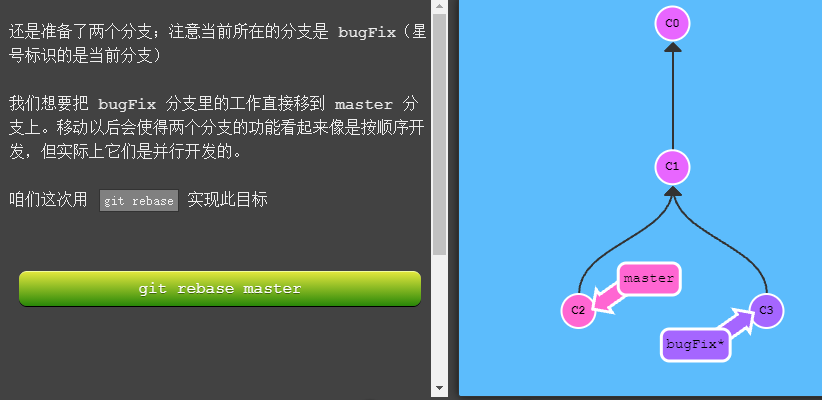 还是准备了两个分支；注意当前所在的分支是 bugFix（星
号标识的是当前分支）
我们想要把 bugFix 分支里的工作直接移到 master 分
支上。移动以后会使得两个分支的功能看起来像是按顺序开
发，但实际上它们是并行开发的。
咱们这次用 git rebase 实现此目标
git rebase master
C0
C1
master
C2
C3
bugFix*